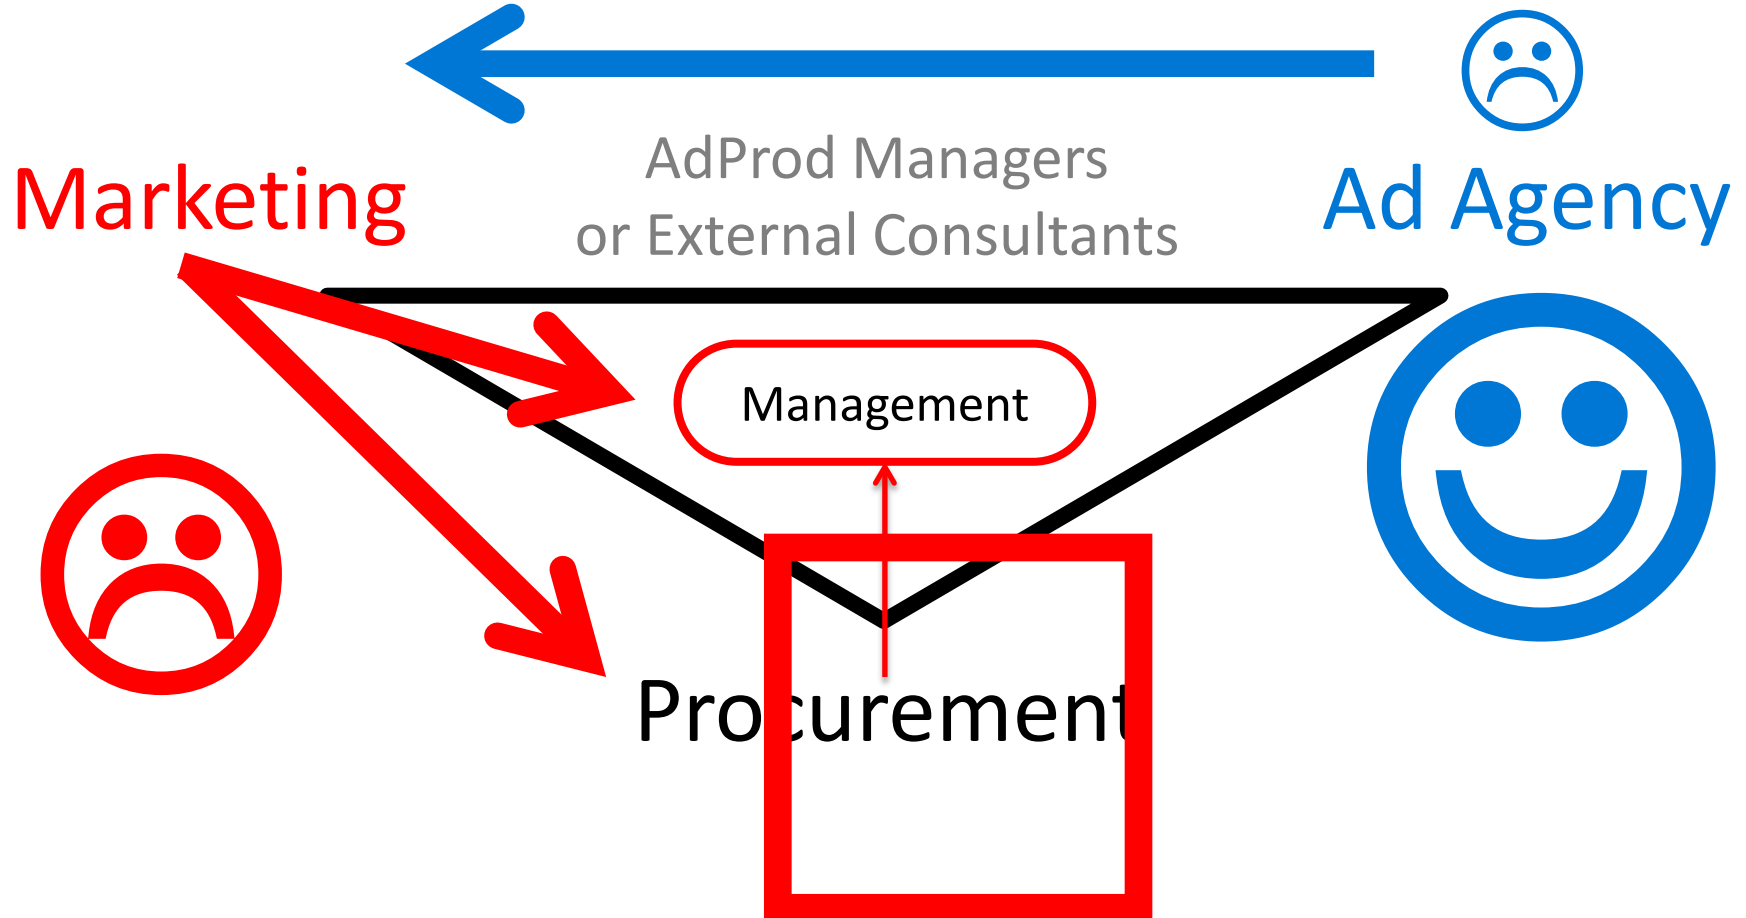 AdProd Managers
or External Consultants
Marketing
Ad Agency
Management
Procurement